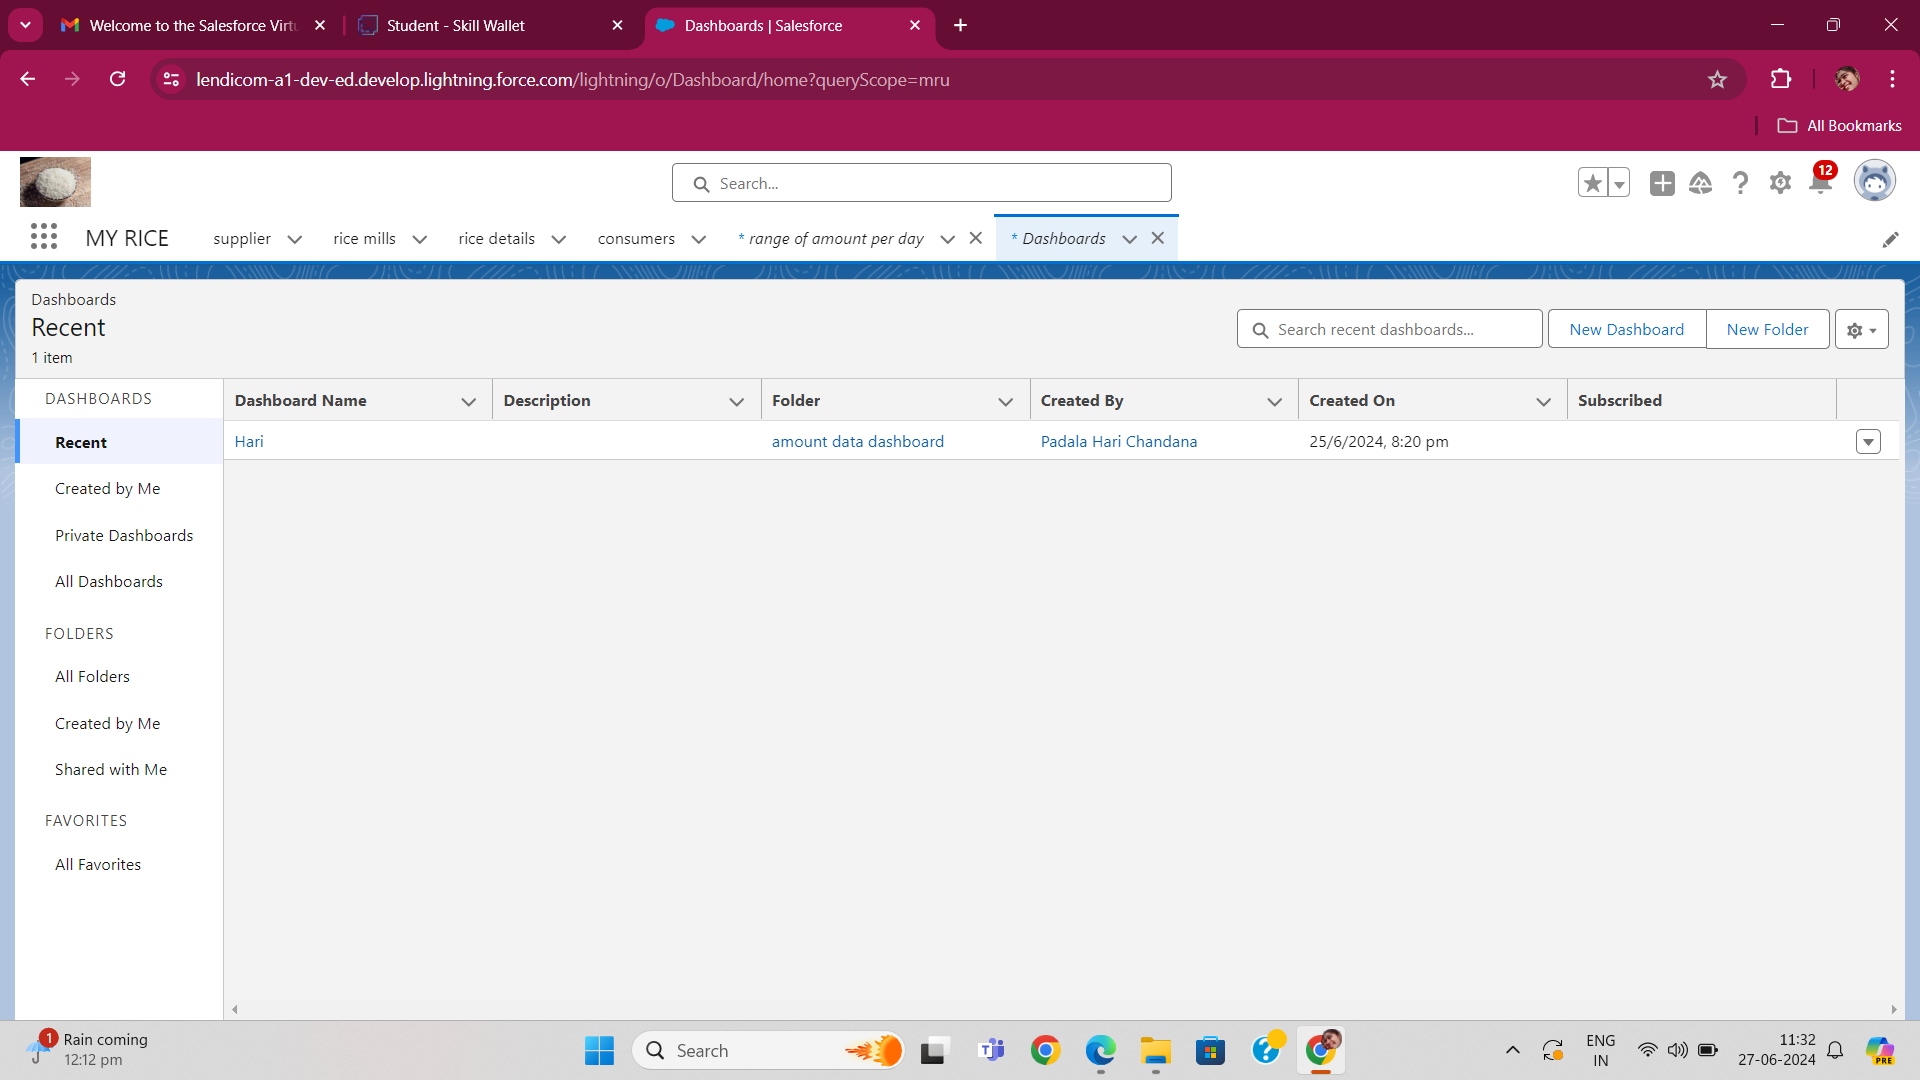 Welcome to the Salesforce Virtu
Student - Skill Wallet
Dashboards | Salesforce
lendicom-a1-dev-ed.develop.lightning.force.com/lightning/o/Dashboard/home?queryScope=mru
All Bookmarks
Search...
12
MY RICE
supplier
rice mills
rice details
consumers
* range of amount per day
* Dashboards
Dashboards
Recent
1 item
Search recent dashboards...
New Dashboard
New Folder
DASHBOARDS
Dashboard Name
Description
Folder
Created By
Created On
Subscribed
Recent
Hari
amount data dashboard
Padala Hari Chandana
25/6/2024, 8:20 pm
Created by Me
Private Dashboards
All Dashboards
FOLDERS
All Folders
Created by Me
Shared with Me
FAVORITES
All Favorites
1
Rain coming
12:12 pm
Search
ENG
IN
11:32
27-06-2024
PRE